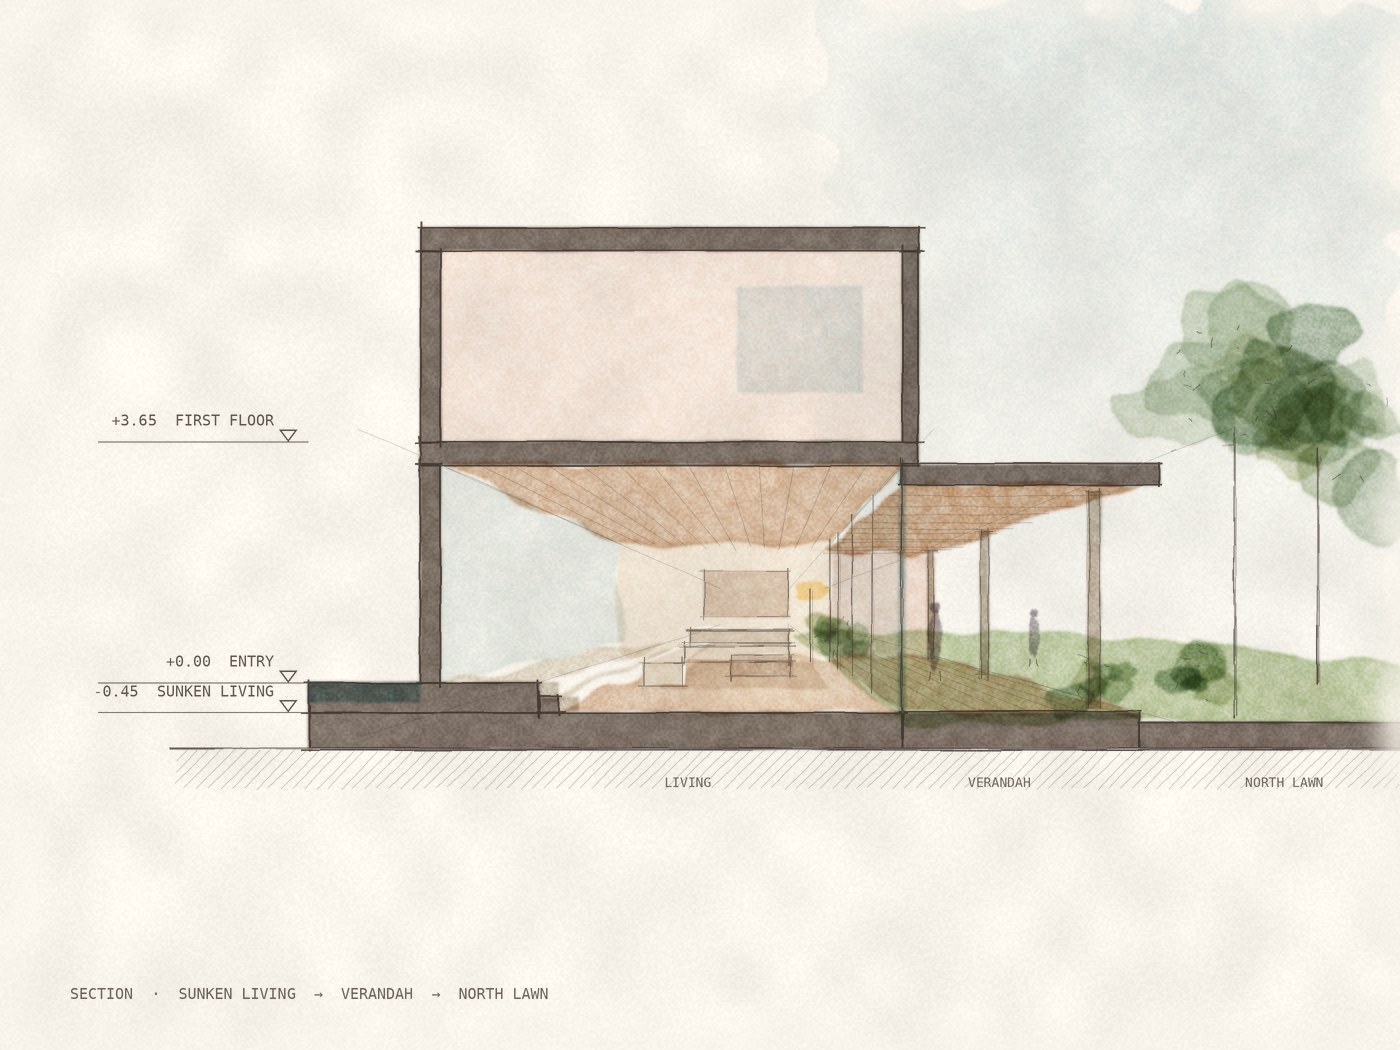 +3.65  FIRST FLOOR
+0.00  ENTRY
-0.45  SUNKEN LIVING
LIVING
VERANDAH
NORTH LAWN
SECTION  ·  SUNKEN LIVING  →  VERANDAH  →  NORTH LAWN